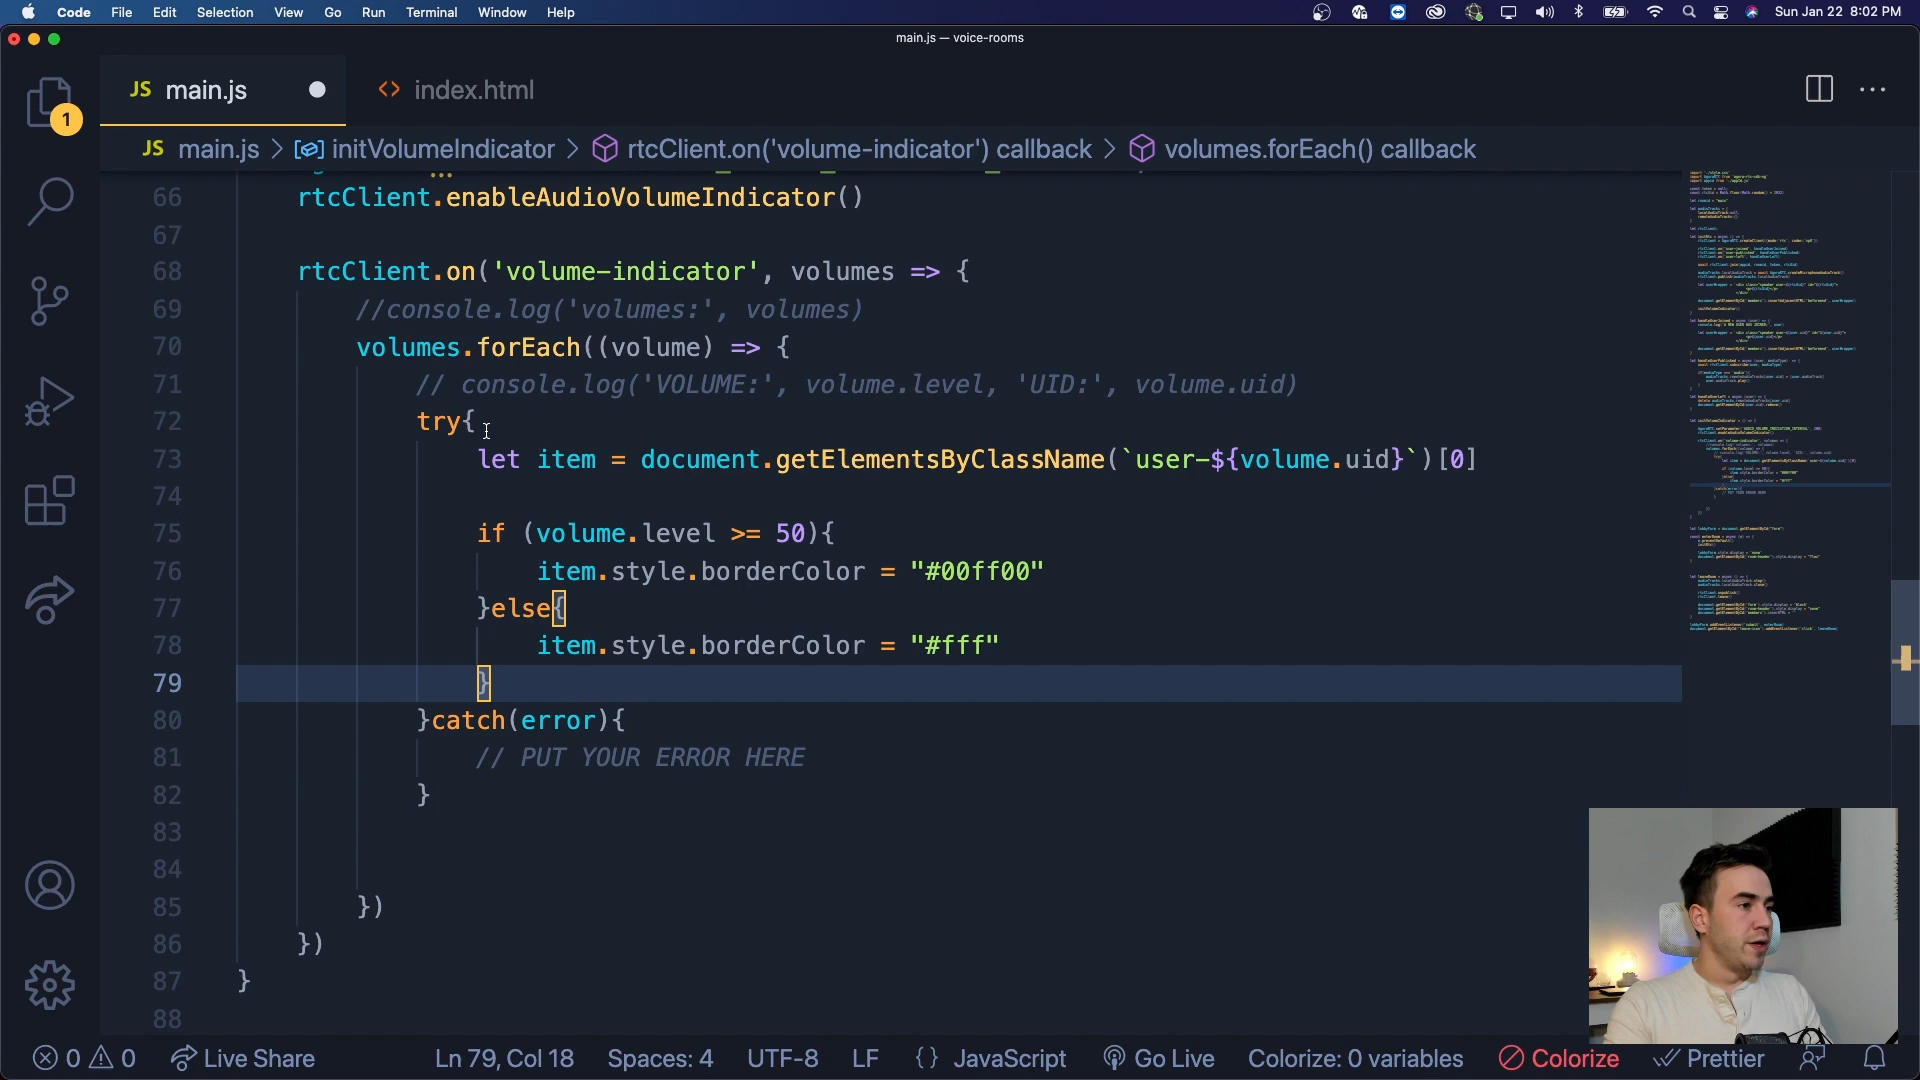 Code File Edit Selection View Go Run Terminal Window Help Sun Jan 22 8:02 PM
main.js — voice-rooms
JS main.js index.html
1
JS main.js > initVolumeIndicator > rtcClient.on('volume-indicator') callback > volumes.forEach() callback
66 rtcClient.enableAudioVolumeIndicator()
67
68 rtcClient.on('volume-indicator', volumes => {
69 //console.log('volumes:', volumes)
70 volumes.forEach((volume) => {
71 // console.log('VOLUME:', volume.level, 'UID:', volume.uid)
72 try{
73 let item = document.getElementsByClassName(`user-${volume.uid}`)[0]
74
75 if (volume.level >= 50){
76 item.style.borderColor = "#00ff00"
77 }else{
78 item.style.borderColor = "#fff"
79 }
80 }catch(error){
81 // PUT YOUR ERROR HERE
82 }
83
84
85 })
86 })
87 }
88
0 0 Live Share Ln 79, Col 18 Spaces: 4 UTF-8 LF {} JavaScript Go Live Colorize: 0 variables Colorize Prettier